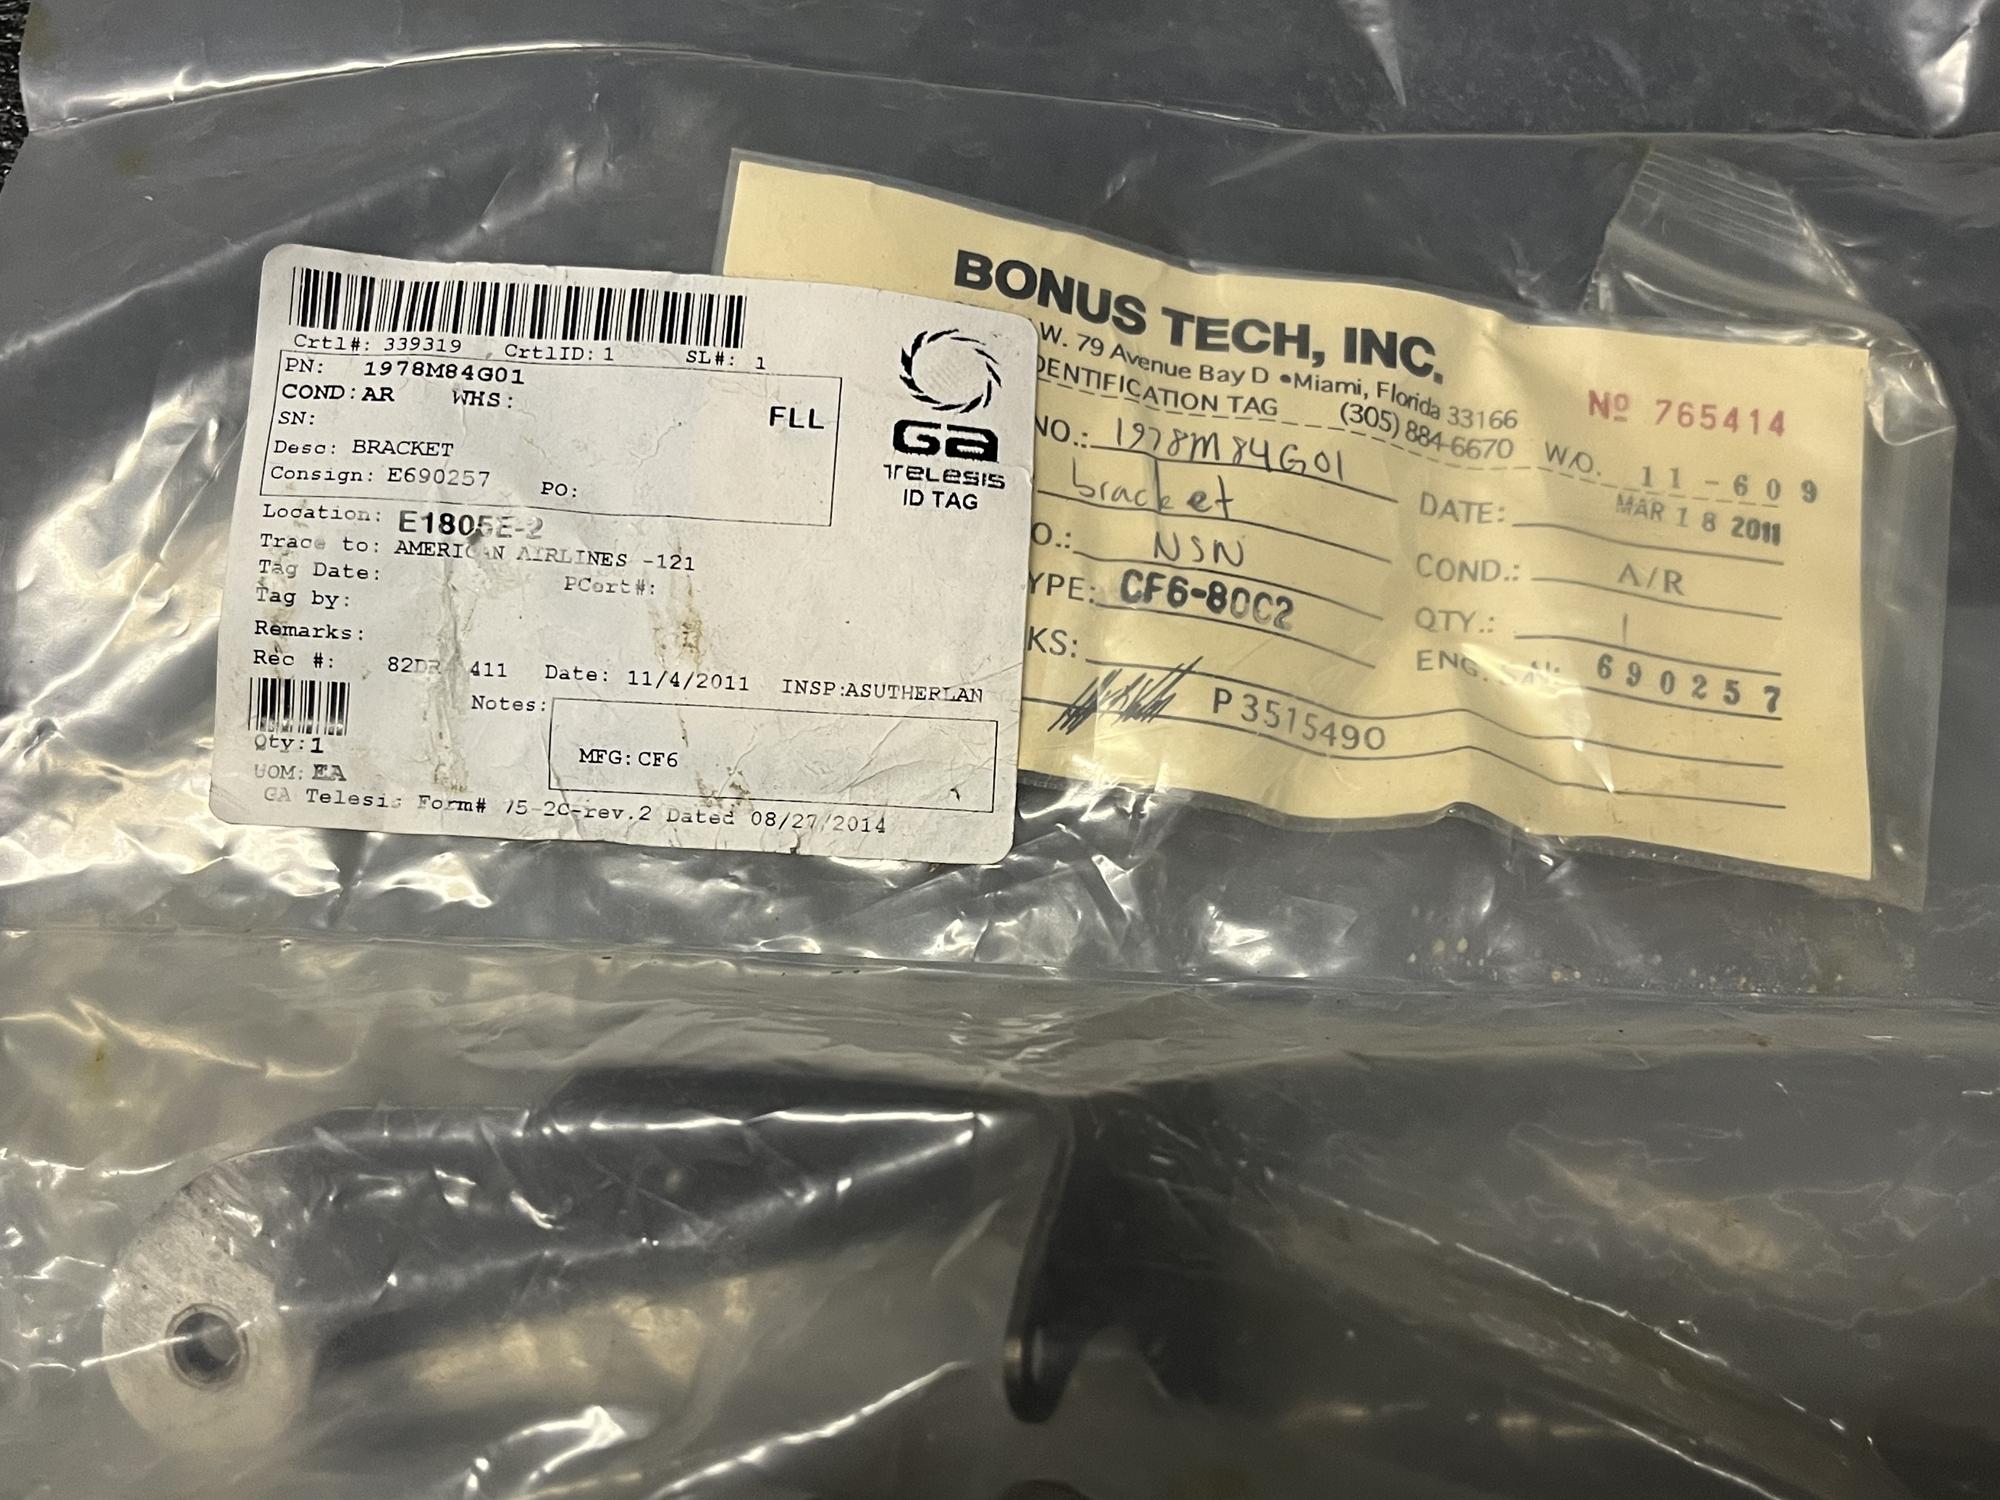 Crtl#: 339319 CrtlID: 1 SL#: 1
PN: 1978M84G01
COND: AR WHS:
SN: FLL
Desc: BRACKET
Consign: E690257 PO:
Location: E1805E-2
Trace to: AMERICAN AIRLINES -121
Tag Date: PCert#:
Tag by:
Remarks:
Rec #: 411 Date: 11/4/2011 INSP:ASUTHERLAN
Notes:
Qty: 1
MFG: CF6
UOM: EA
GA Telesis Form# 75-2C-rev.2 Dated 08/27/2014
GA
TELESIS
ID TAG
BONUS TECH, INC.
W. 79 Avenue Bay D • Miami, Florida 33166
DENTIFICATION TAG (305) 884-6670
Nº 765414
W.O. 11-609
NO.: 1978M84G01
DATE: MAR 18 2011
bracket
O.: NSN
COND.: A/R
YPE: CF6-80C2
QTY.: 1
KS:
ENG. S/N: 690257
P3515490